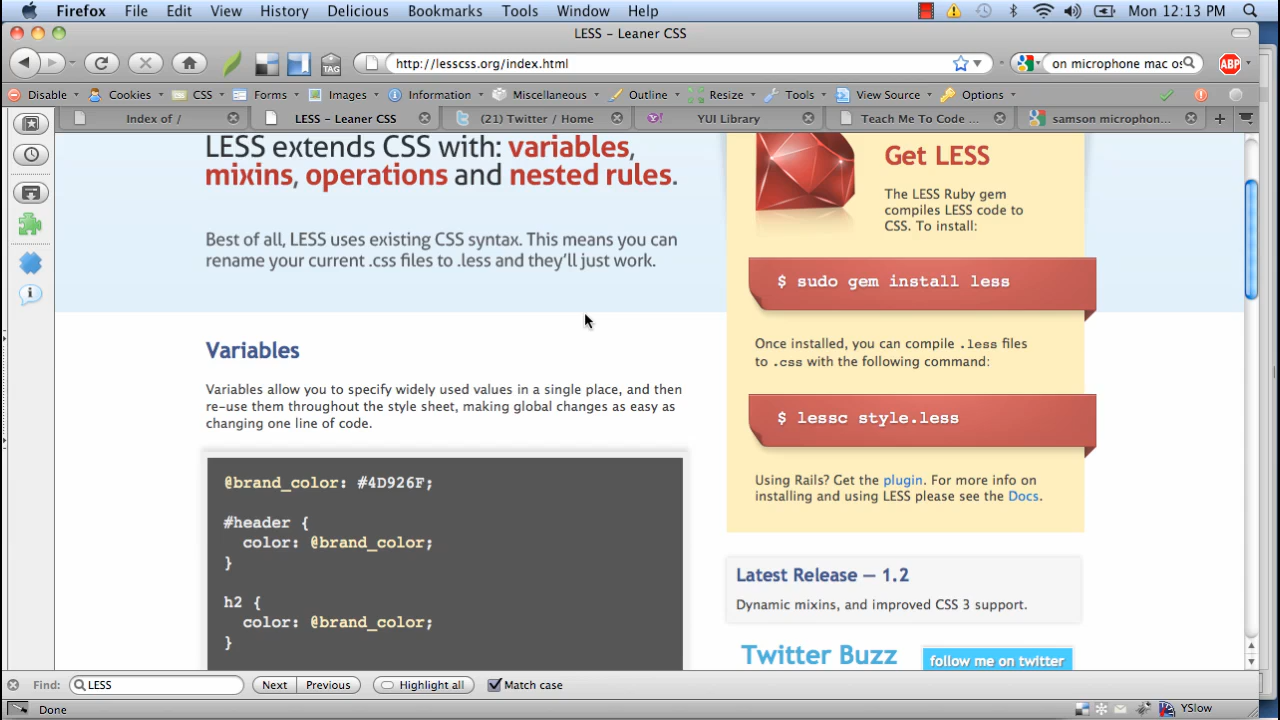 Firefox File Edit View History Delicious Bookmarks Tools Window Help Mon 12:13 PM
LESS – Leaner CSS
TAG http://lesscss.org/index.html on microphone mac os ABP
Disable Cookies CSS Forms Images Information Miscellaneous Outline Resize Tools View Source Options
Index of / LESS – Leaner CSS (21) Twitter / Home YUI Library Teach Me To Code ... samson microphon...
LESS extends CSS with: variables,
mixins, operations and nested rules.
Best of all, LESS uses existing CSS syntax. This means you can
rename your current .css files to .less and they'll just work.
Variables
Variables allow you to specify widely used values in a single place, and then
re-use them throughout the style sheet, making global changes as easy as
changing one line of code.
@brand_color: #4D926F;
#header {
color: @brand_color;
}
h2 {
color: @brand_color;
}
Get LESS
The LESS Ruby gem
compiles LESS code to
CSS. To install:
$ sudo gem install less
Once installed, you can compile .less files
to .css with the following command:
$ lessc style.less
Using Rails? Get the plugin. For more info on
installing and using LESS please see the Docs.
Latest Release — 1.2
Dynamic mixins, and improved CSS 3 support.
Twitter Buzz
follow me on twitter
Find: LESS Next Previous Highlight all Match case
Done YSlow